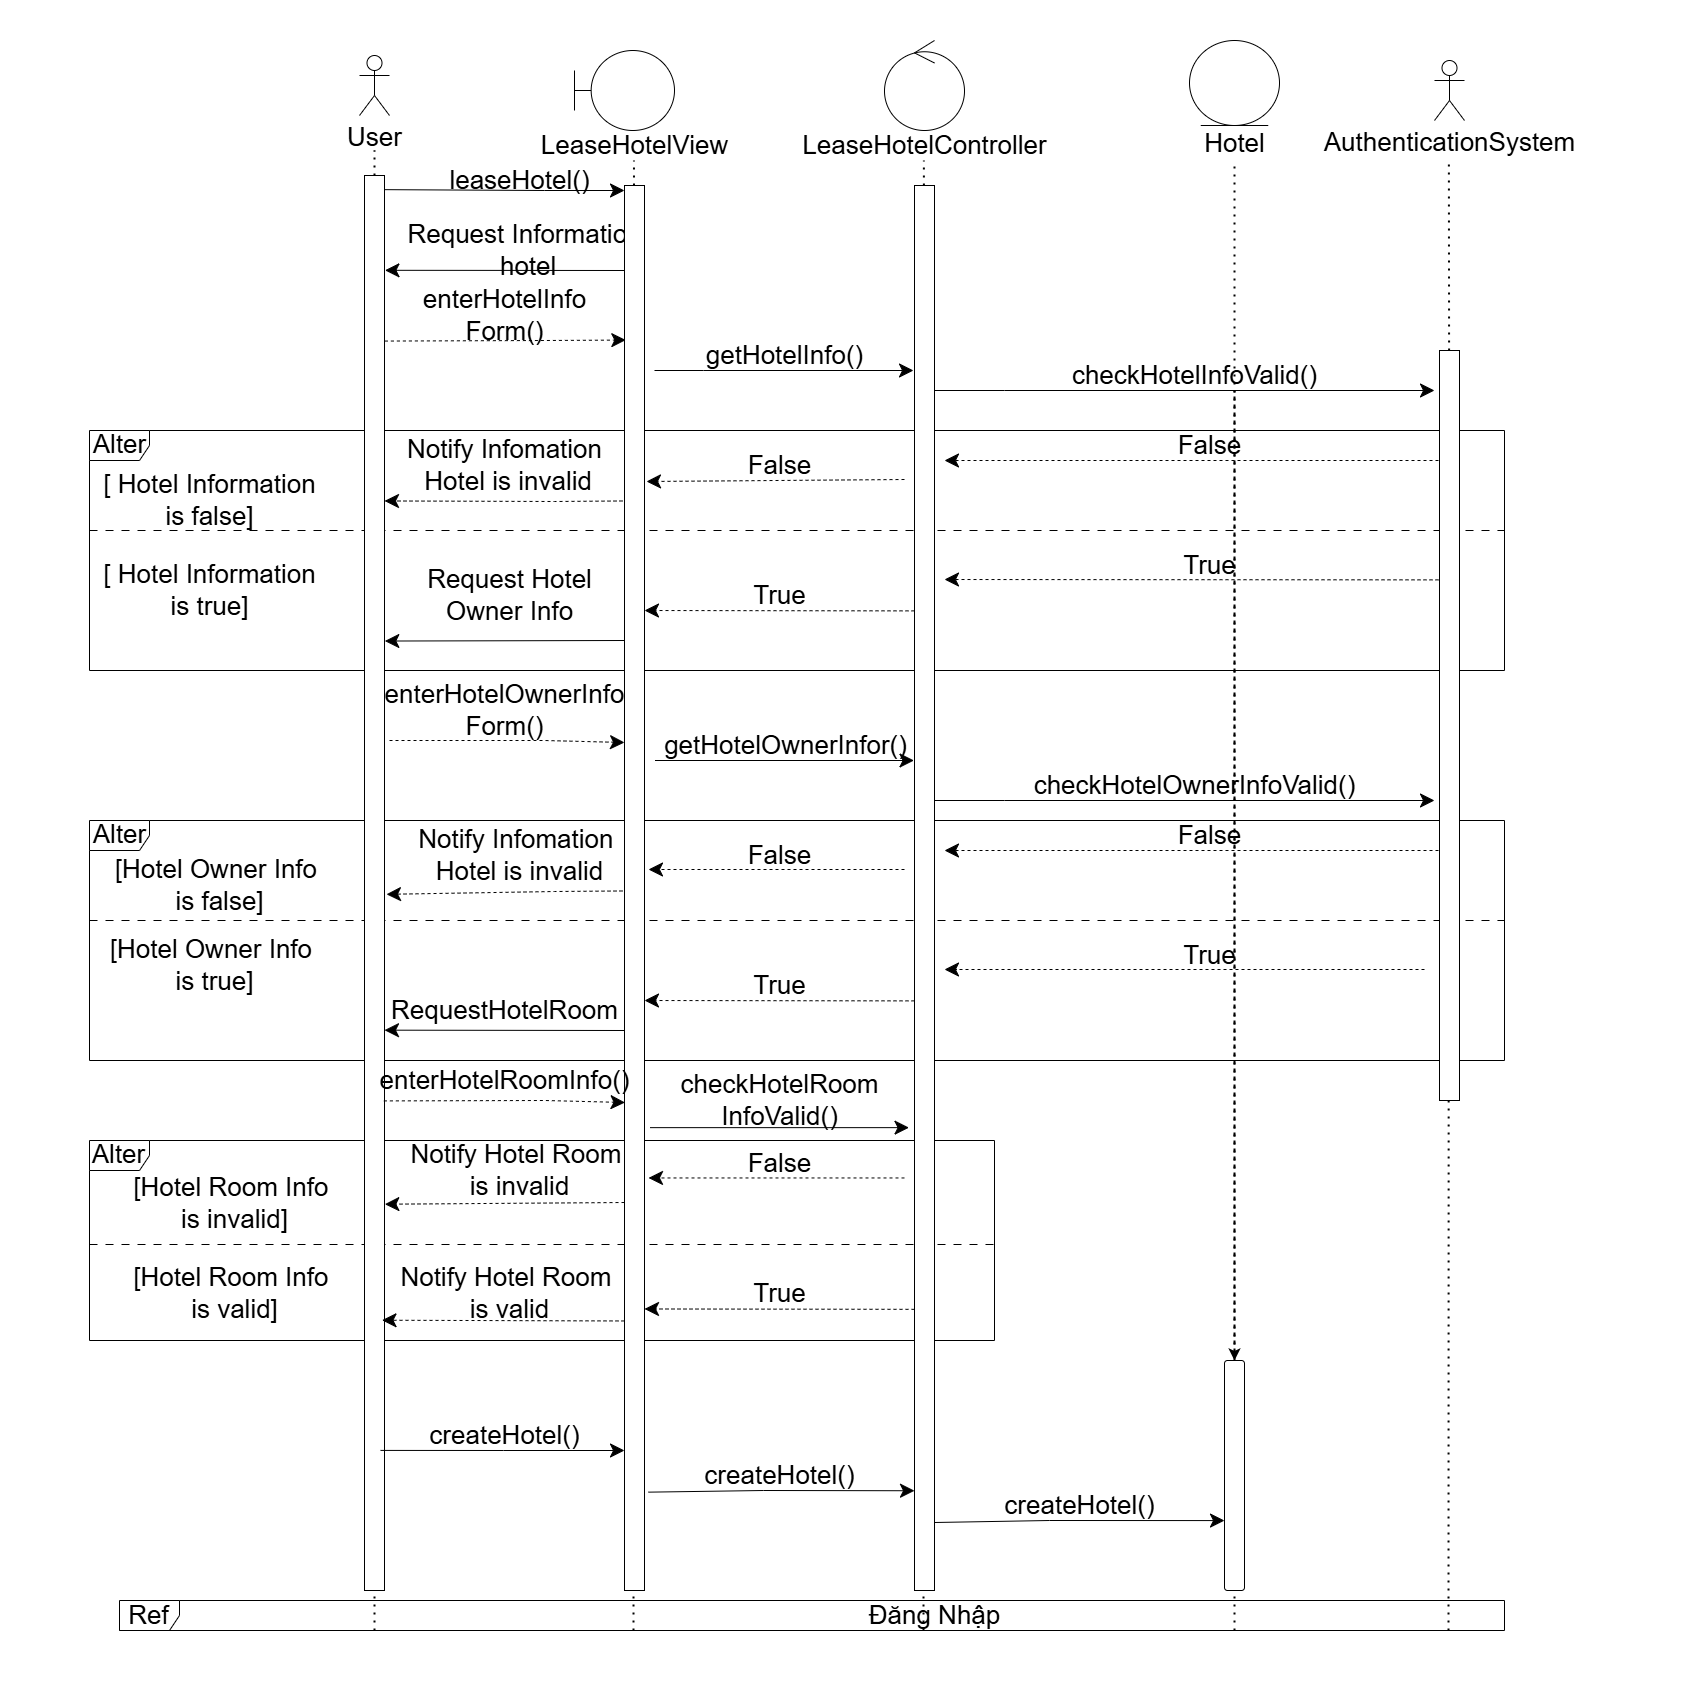 User
LeaseHotelView
LeaseHotelController
Hotel
AuthenticationSystem
leaseHotel()
Request Informatio
hotel
enterHotelInfo
Form()
getHotelInfo()
checkHotelInfoValid()
Alter
[ Hotel Information
is false]
Notify Infomation
Hotel is invalid
False
False
[ Hotel Information
is true]
Request Hotel
Owner Info
True
True
enterHotelOwnerInfo
Form()
getHotelOwnerInfor()
checkHotelOwnerInfoValid()
Alter
[Hotel Owner Info
is false]
Notify Infomation
Hotel is invalid
False
False
[Hotel Owner Info
is true]
True
True
RequestHotelRoom
enterHotelRoomInfo()
checkHotelRoom
InfoValid()
Alter
[Hotel Room Info
is invalid]
Notify Hotel Room
is invalid
False
[Hotel Room Info
is valid]
Notify Hotel Room
is valid
True
createHotel()
createHotel()
createHotel()
Ref
Đăng Nhập